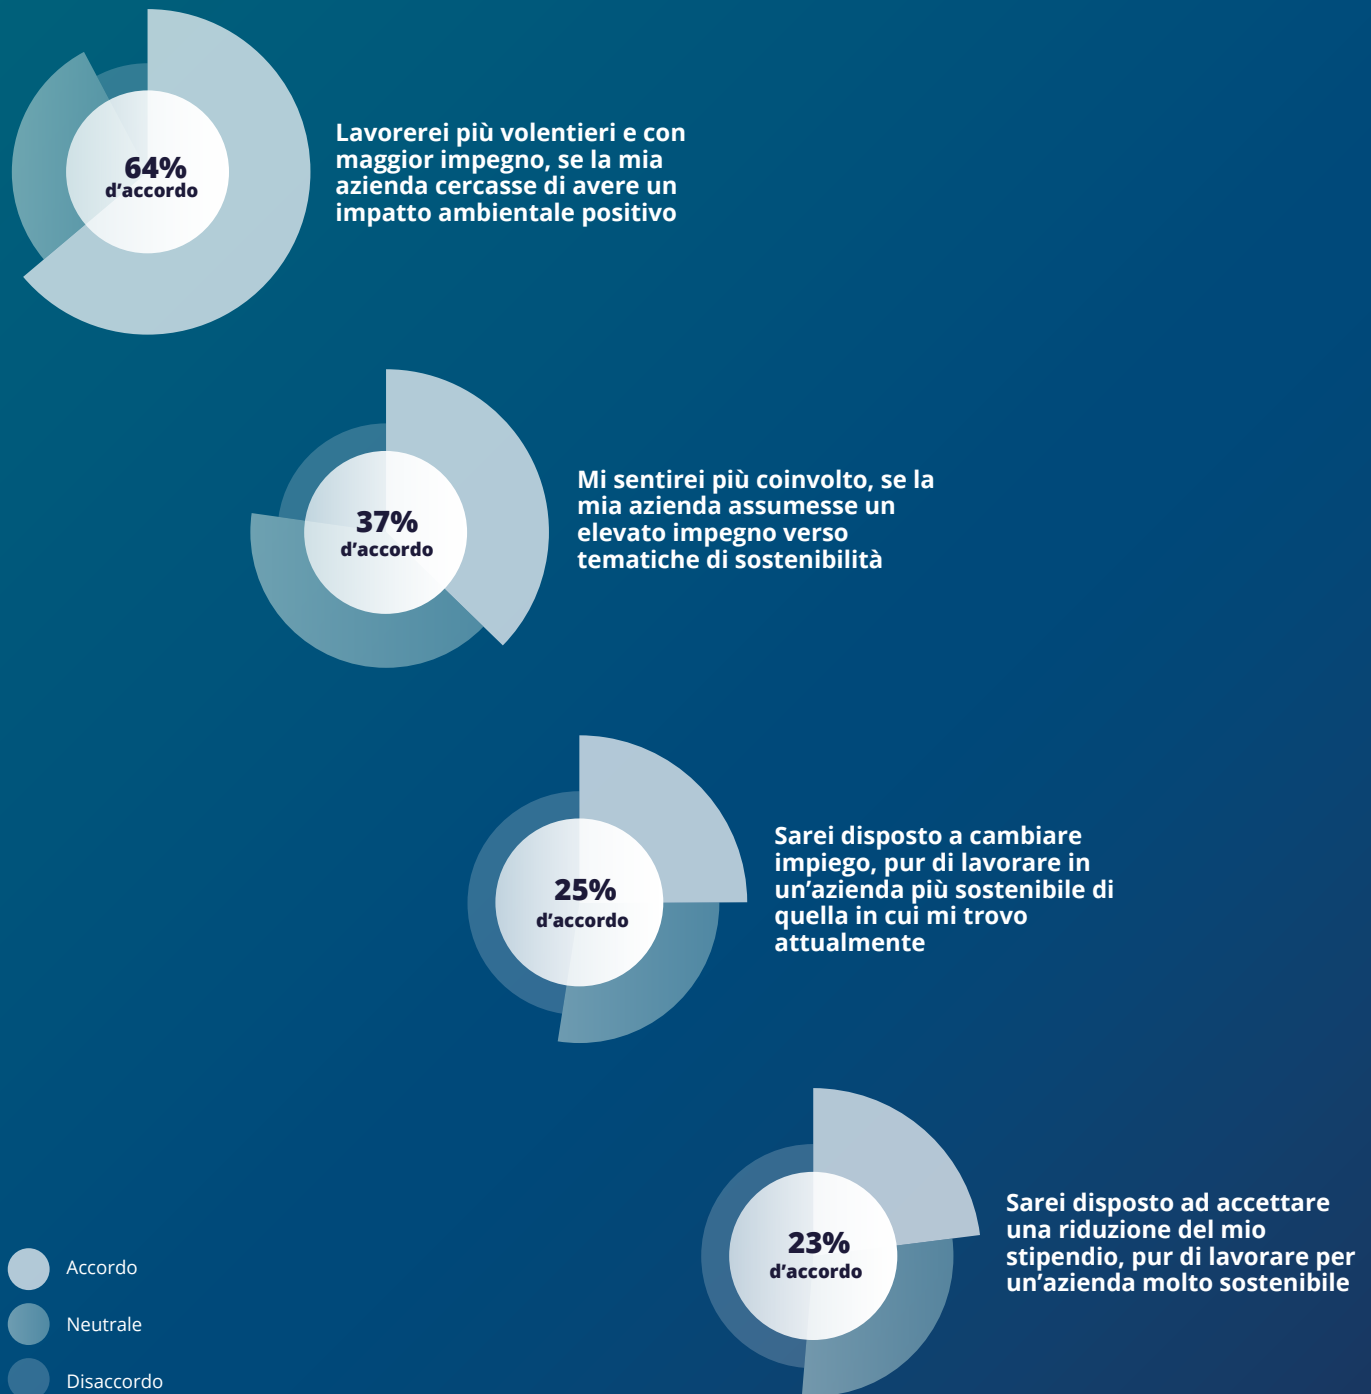 64%
d’accordo
Lavorerei più volentieri e con
maggior impegno, se la mia
azienda cercasse di avere un
impatto ambientale positivo
37%
d’accordo
Mi sentirei più coinvolto, se la
mia azienda assumesse un
elevato impegno verso
tematiche di sostenibilità
25%
d’accordo
Sarei disposto a cambiare
impiego, pur di lavorare in
un’azienda più sostenibile di
quella in cui mi trovo
attualmente
23%
d’accordo
Sarei disposto ad accettare
una riduzione del mio
stipendio, pur di lavorare per
un’azienda molto sostenibile
Accordo
Neutrale
Disaccordo